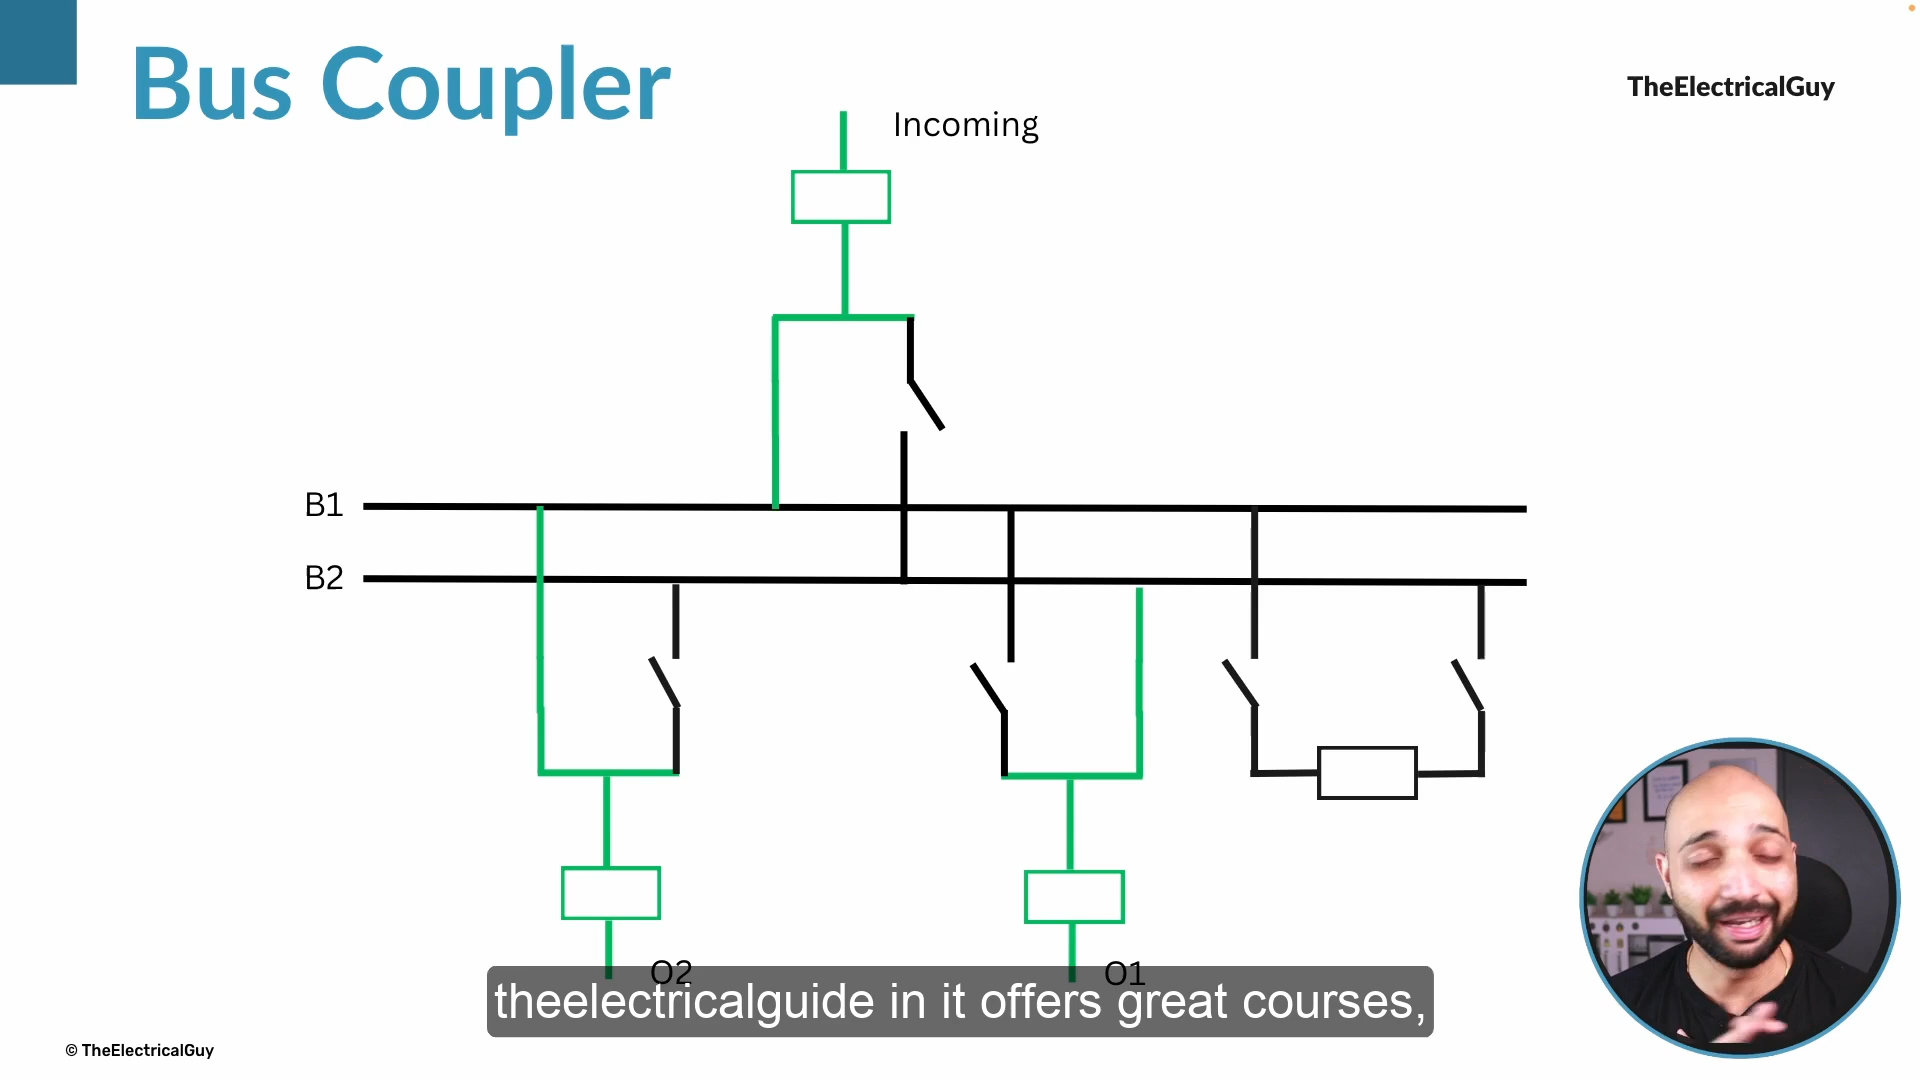 Bus Coupler
TheElectricalGuy
Incoming
B1
B2
O2
O1
theelectricalguide in it offers great courses,
© TheElectricalGuy